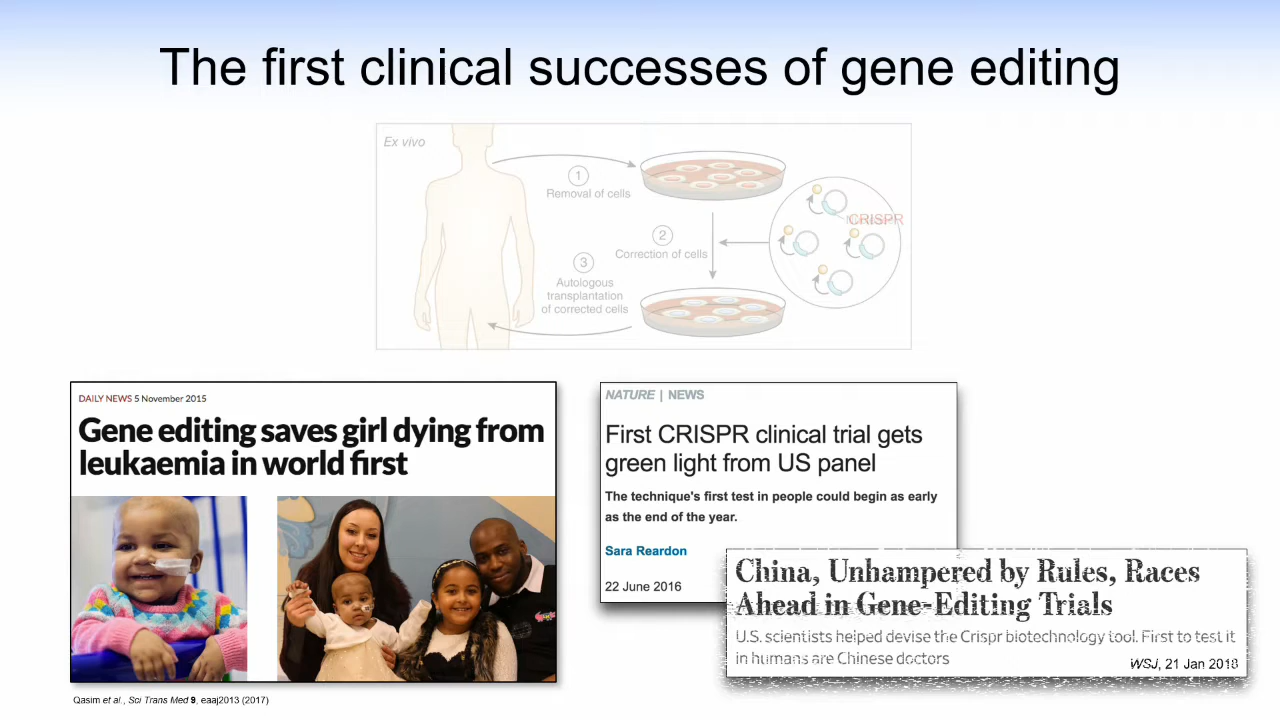 The first clinical successes of gene editing
Ex vivo
1
Removal of cells
CRISPR
2
Correction of cells
3
Autologous
transplantation
of corrected cells
DAILY NEWS 5 November 2015
Gene editing saves girl dying from
leukaemia in world first
NATURE | NEWS
First CRISPR clinical trial gets
green light from US panel
The technique's first test in people could begin as early
as the end of the year.
Sara Reardon
22 June 2016
China, Unhampered by Rules, Races
Ahead in Gene-Editing Trials
U.S. scientists helped devise the Crispr biotechnology tool. First to test it
in humans are Chinese doctors
WSJ, 21 Jan 2018
Qasim et al., Sci Trans Med 9, eaaj2013 (2017)